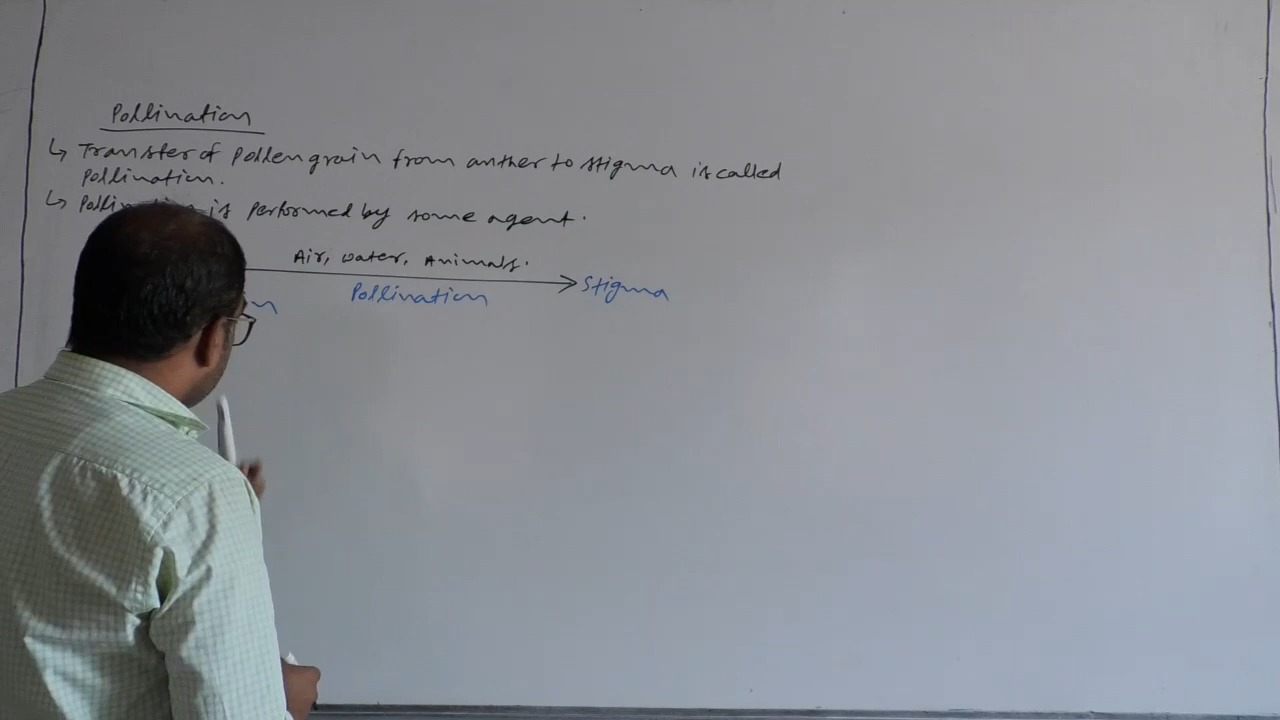 Pollination
↳ Transfer of pollen grain from anther to stigma is called
pollination.
↳ Pollination is performed by some agent.
Air, water, Animals.
Pollination
Stigma